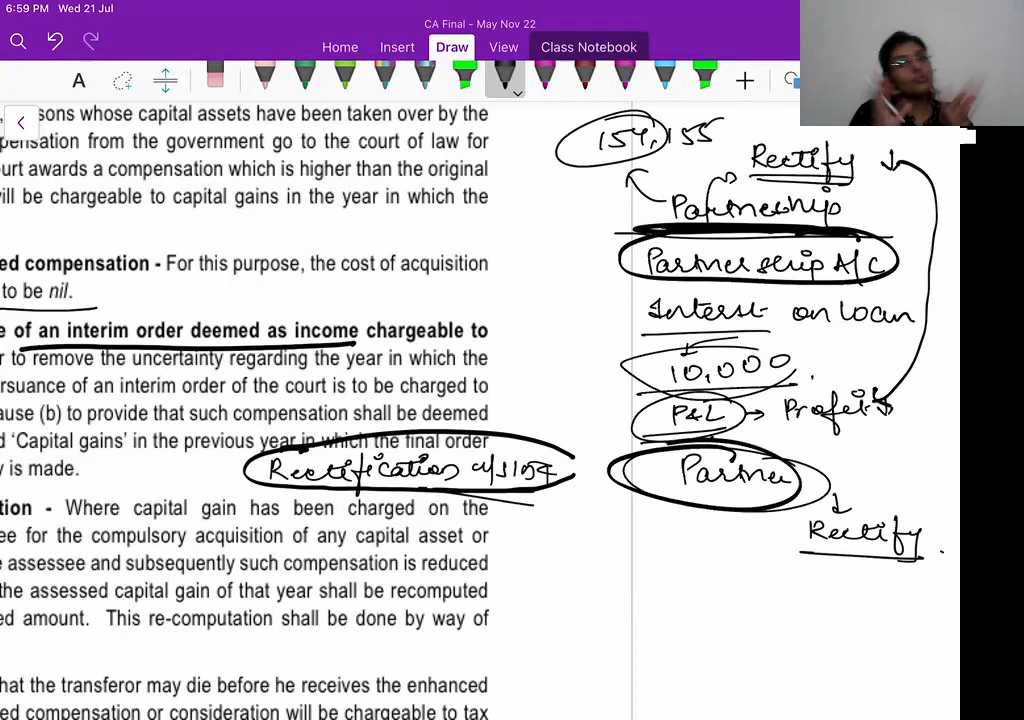 6:59 PM Wed 21 Jul
CA Final - May Nov 22
Home Insert Draw View Class Notebook
A
sons whose capital assets have been taken over by the
pensation from the government go to the court of law for
urt awards a compensation which is higher than the original
vill be chargeable to capital gains in the year in which the
ed compensation - For this purpose, the cost of acquisition
to be nil.
e of an interim order deemed as income chargeable to
r to remove the uncertainty regarding the year in which the
rsuance of an interim order of the court is to be charged to
ause (b) to provide that such compensation shall be deemed
d 'Capital gains' in the previous year in which the final order
y is made.
Rectification u/s 154
tion - Where capital gain has been charged on the
ee for the compulsory acquisition of any capital asset or
e assessee and subsequently such compensation is reduced
the assessed capital gain of that year shall be recomputed
ed amount. This re-computation shall be done by way of
hat the transferor may die before he receives the enhanced
ed compensation or consideration will be chargeable to tax
154, 155
Rectify ↓
Partnership
Partnership A/C
Interest on loan
10,000
P&L → Profit ↓
Partner
Rectify